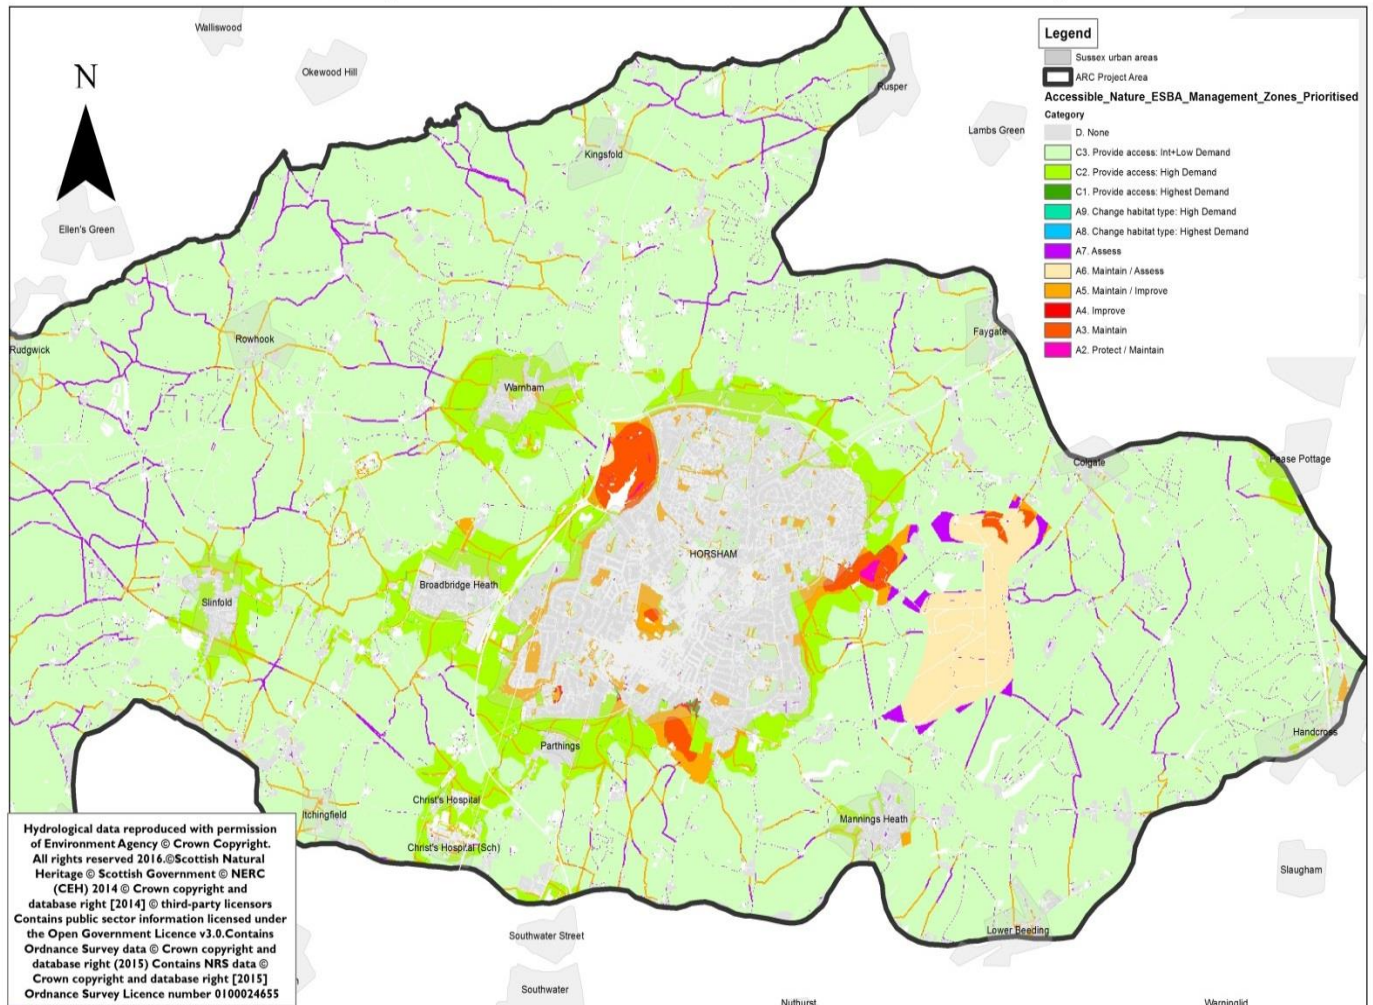 Walliswood
Okewood Hill
N
Ellen's Green
Rusper
Lambs Green
Kingsfold
Legend
Sussex urban areas
ARC Project Area
Accessible_Nature_ESBA_Management_Zones_Prioritised
Category
D. None
C3. Provide access: Int+Low Demand
C2. Provide access: High Demand
C1. Provide access: Highest Demand
A9. Change habitat type: High Demand
A8. Change habitat type: Highest Demand
A7. Assess
A6. Maintain / Assess
A5. Maintain / Improve
A4. Improve
A3. Maintain
A2. Protect / Maintain
Rudgwick
Rowhook
Faygate
Warnham
Colgate
Pease Pottage
HORSHAM
Broadbridge Heath
Slinfold
Parthings
Handcross
Christ's Hospital
Itchingfield
Mannings Heath
Christ's Hospital (Sch)
Slaugham
Lower Beeding
Southwater Street
Southwater
Nuthurst
Warninglid
Hydrological data reproduced with permission
of Environment Agency © Crown Copyright.
All rights reserved 2016.©Scottish Natural
Heritage © Scottish Government © NERC
(CEH) 2014 © Crown copyright and
database right [2014] © third-party licensors
Contains public sector information licensed under
the Open Government Licence v3.0.Contains
Ordnance Survey data © Crown copyright and
database right (2015) Contains NRS data ©
Crown copyright and database right [2015]
Ordnance Survey Licence number 0100024655